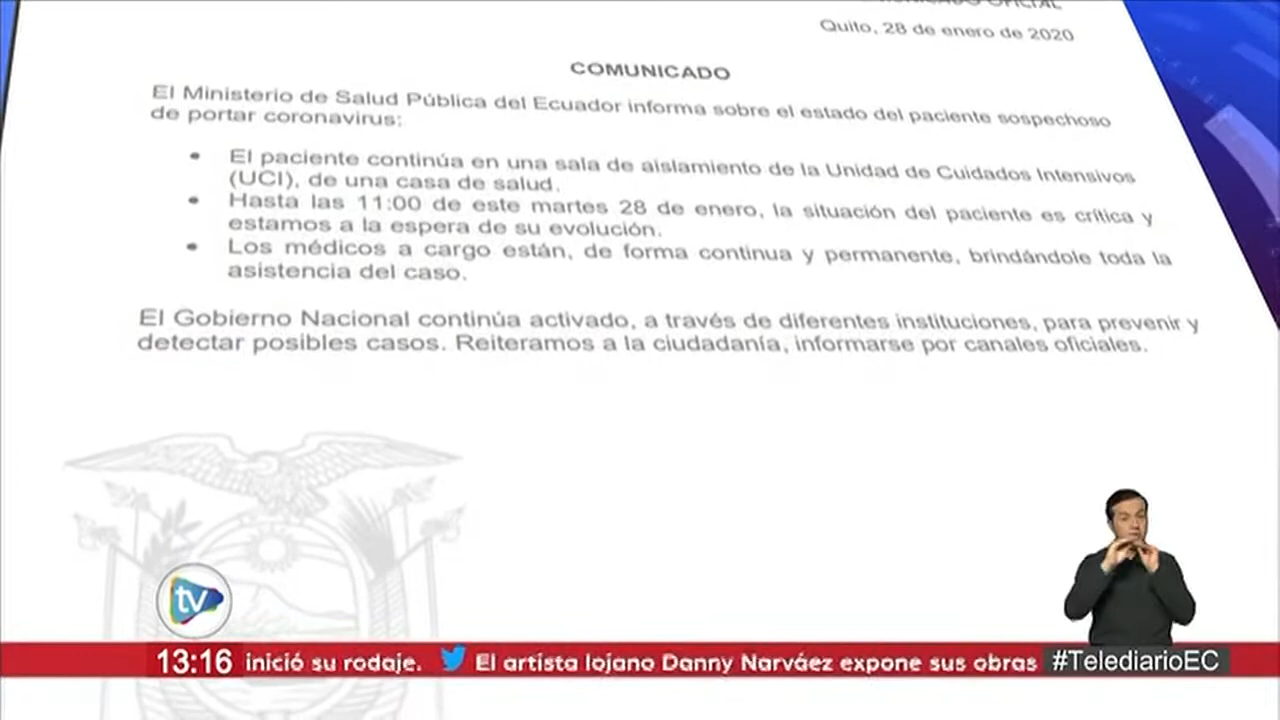 COMUNICADO OFICIAL
Quito, 28 de enero de 2020
COMUNICADO
El Ministerio de Salud Pública del Ecuador informa sobre el estado del paciente sospechoso
de portar coronavirus:
• El paciente continúa en una sala de aislamiento de la Unidad de Cuidados Intensivos
(UCI), de una casa de salud.
• Hasta las 11:00 de este martes 28 de enero, la situación del paciente es crítica y
estamos a la espera de su evolución.
• Los médicos a cargo están, de forma continua y permanente, brindándole toda la
asistencia del caso.
El Gobierno Nacional continúa activado, a través de diferentes instituciones, para prevenir y
detectar posibles casos. Reiteramos a la ciudadanía, informarse por canales oficiales.
tv
13:16 inició su rodaje. El artista lojano Danny Narváez expone sus obras #TelediarioEC